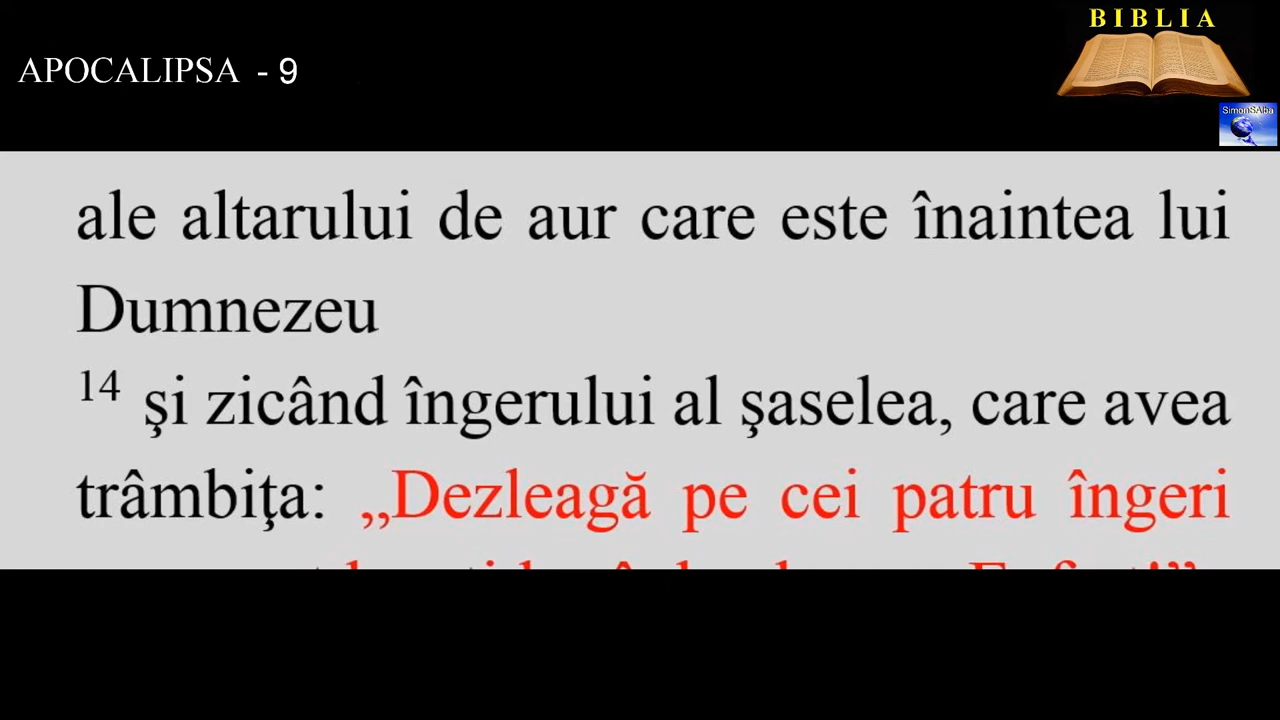 BIBLIA
APOCALIPSA - 9
SimonSAlba
ale altarului de aur care este înaintea lui
Dumnezeu
14 şi zicând îngerului al şaselea, care avea
trâmbiţa: „Dezleagă pe cei patru îngeri